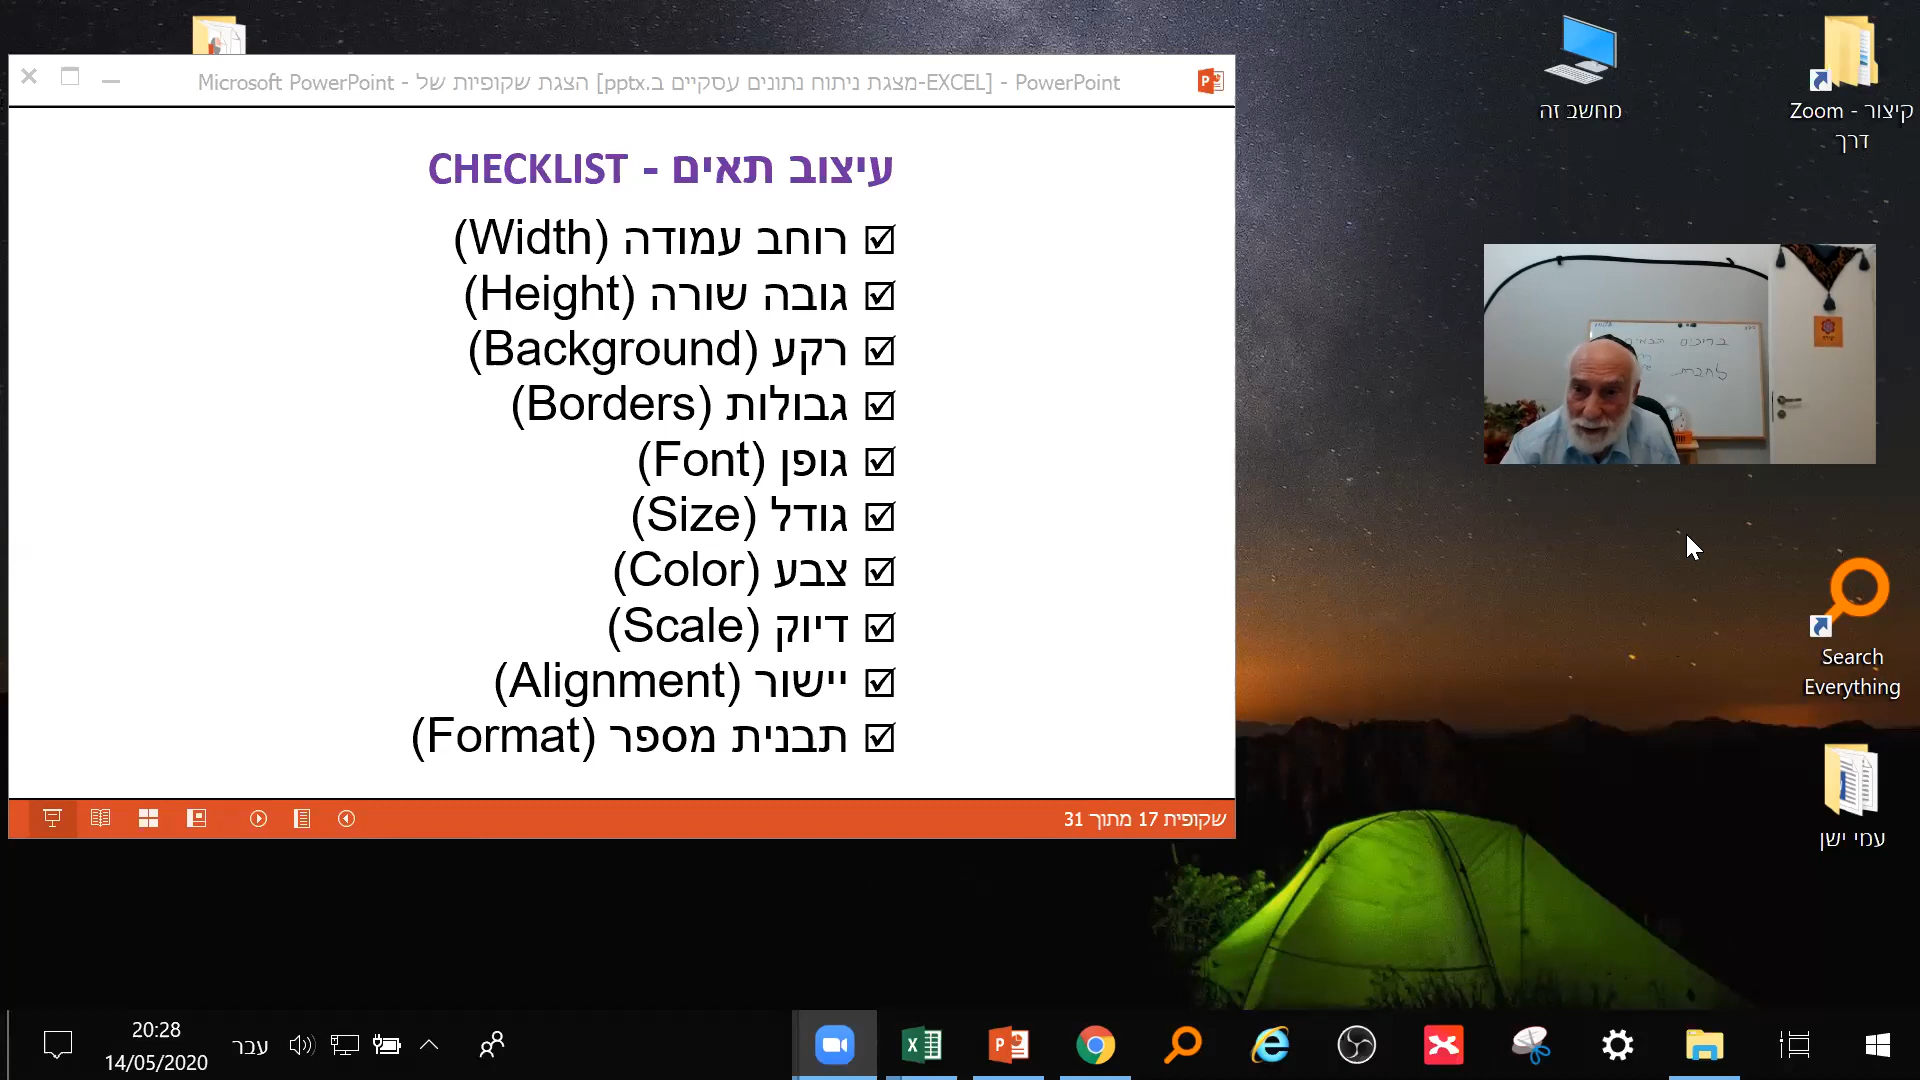 Microsoft PowerPoint - הצגת שקופיות של [pptx.מצגת ניתוח נתונים עסקיים ב-EXCEL] - PowerPoint
עיצוב תאים - CHECKLIST
רוחב עמודה (Width)
גובה שורה (Height)
רקע (Background)
גבולות (Borders)
גופן (Font)
גודל (Size)
צבע (Color)
דיוק (Scale)
יישור (Alignment)
תבנית מספר (Format)
שקופית 17 מתוך 31
מחשב זה
Zoom - קיצור
דרך
Search
Everything
עמי ישן
20:28
14/05/2020
עבר